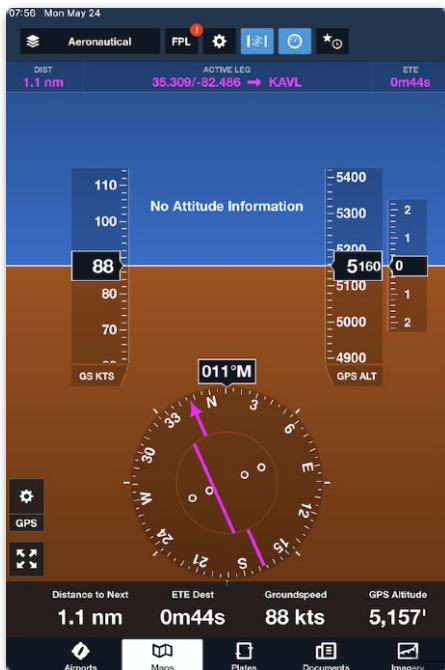 07:56 Mon May 24
Aeronautical FPL !
DIST ACTIVE LEG ETE
1.1 nm 35.309/-82.486 → KAVL 0m44s
No Attitude Information
110
100
88
80
70
GS KTS
5400
5300
5200
5160
5100
5000
4900
GPS ALT
2
1
0
1
2
011°M
N 3 6 E 12 15 S 21 24 W 30 33
GPS
Distance to Next ETE Dest Groundspeed GPS Altitude
1.1 nm 0m44s 88 kts 5,157'
Airports Maps Plates Documents Imagery